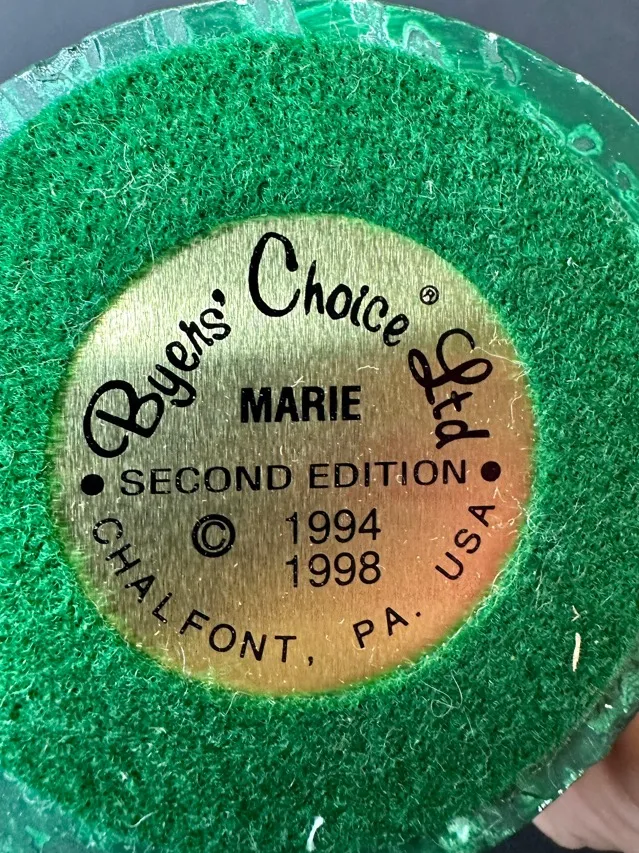 Byers' Choice® Ltd
MARIE
• SECOND EDITION •
© 1994
1998
CHALFONT, PA. USA